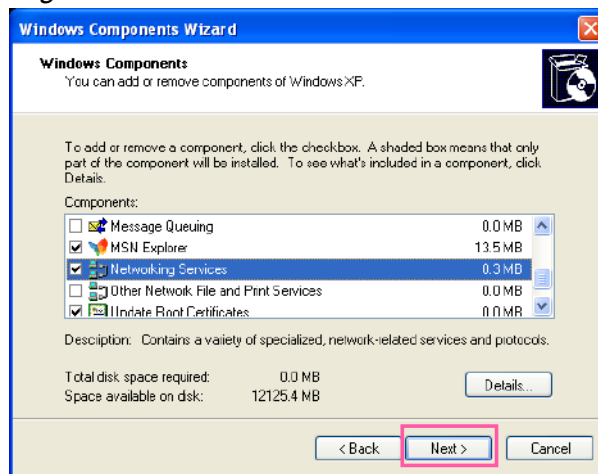 Windows Components Wizard
Windows Components
You can add or remove components of Windows XP.
To add or remove a component, click the checkbox. A shaded box means that only
part of the component will be installed. To see what's included in a component, click
Details.
Components:
Message Queuing 0.0 MB
MSN Explorer 13.5 MB
Networking Services 0.3 MB
Other Network File and Print Services 0.0 MB
Update Root Certificates 0.0 MB
Description: Contains a variety of specialized, network-related services and protocols.
Total disk space required: 0.0 MB
Space available on disk: 12125.4 MB
Details...
< Back Next > Cancel